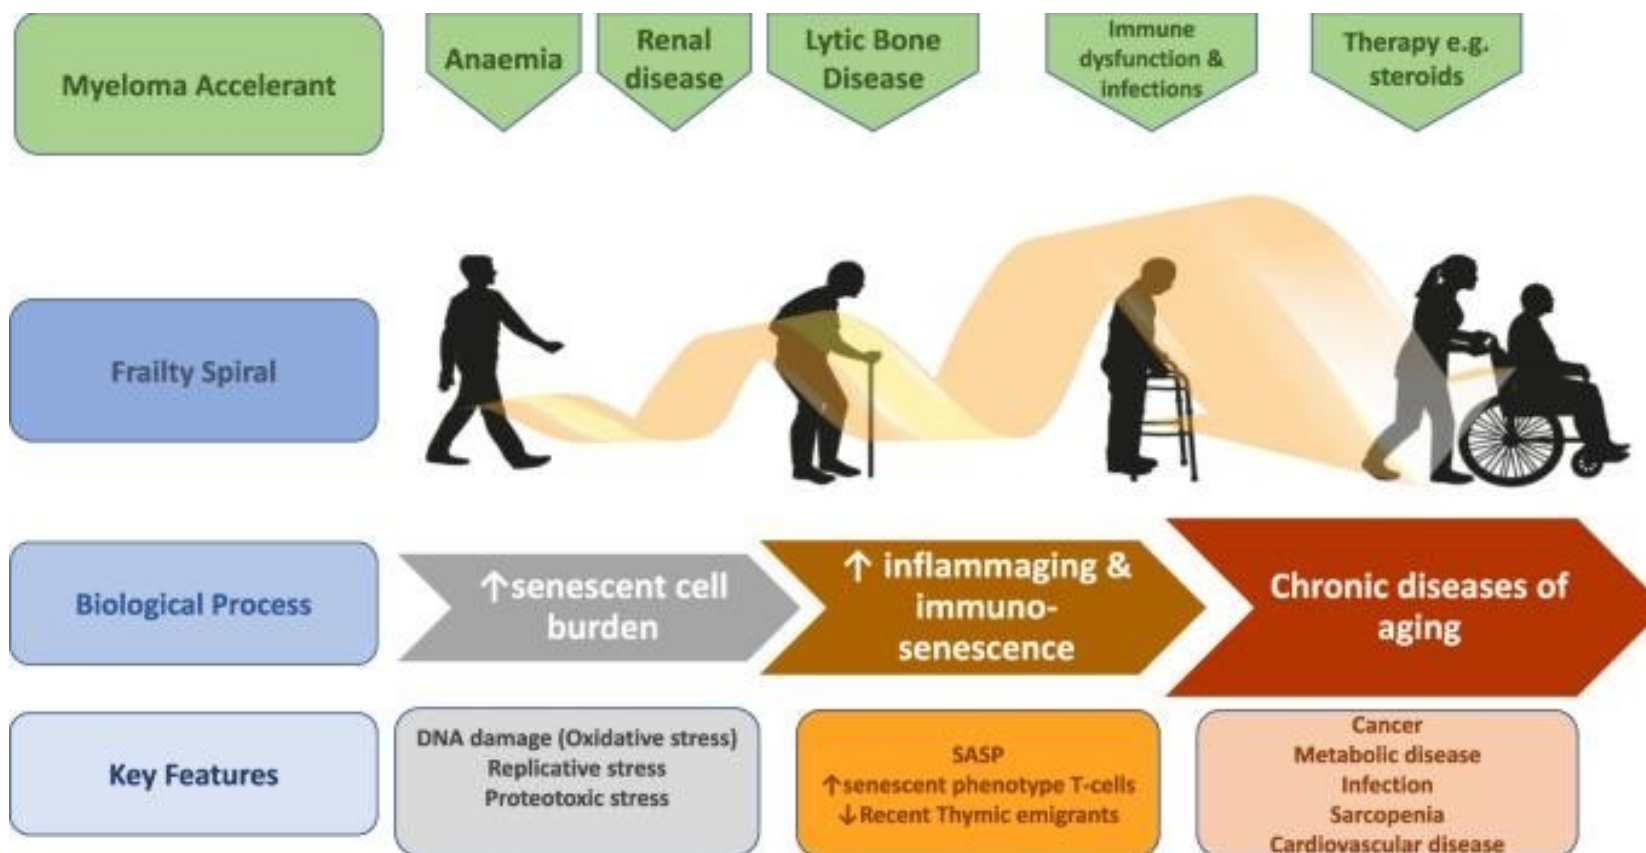 Myeloma Accelerant
Anaemia
Renal
disease
Lytic Bone
Disease
Immune
dysfunction &
infections
Therapy e.g.
steroids
Frailty Spiral
Biological Process
↑senescent cell
burden
↑ inflammaging &
immuno-
senescence
Chronic diseases of
aging
Key Features
DNA damage (Oxidative stress)
Replicative stress
Proteotoxic stress
SASP
↑senescent phenotype T-cells
↓Recent Thymic emigrants
Cancer
Metabolic disease
Infection
Sarcopenia
Cardiovascular disease